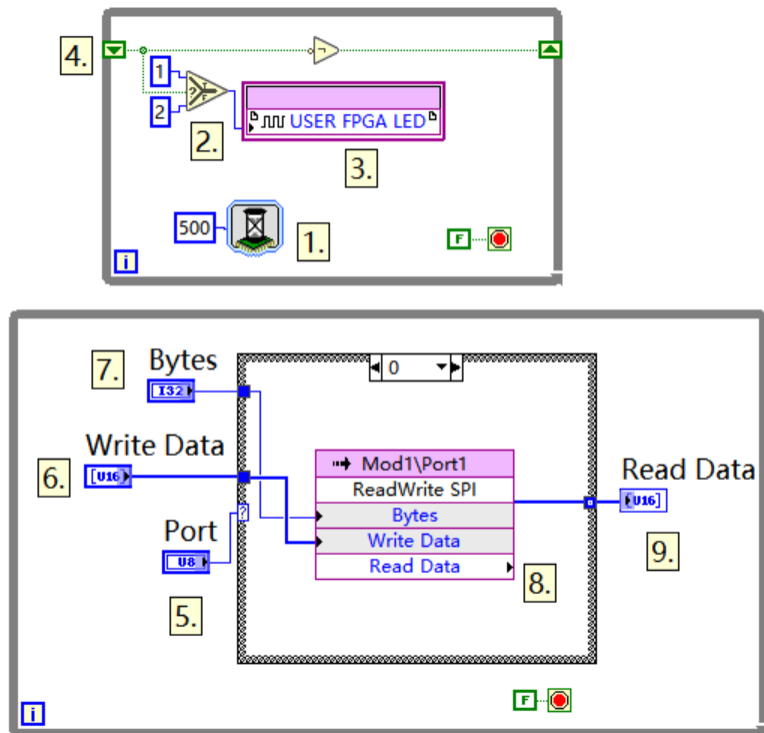 4.
1
2
2.
USER FPGA LED
3.
500
1.
F
i
7.
Bytes
I32
0
Write Data
6.
[U16]
Mod1\Port1
ReadWrite SPI
Bytes
Write Data
Read Data
8.
Read Data
[U16]
9.
?
Port
U8
5.
F
i